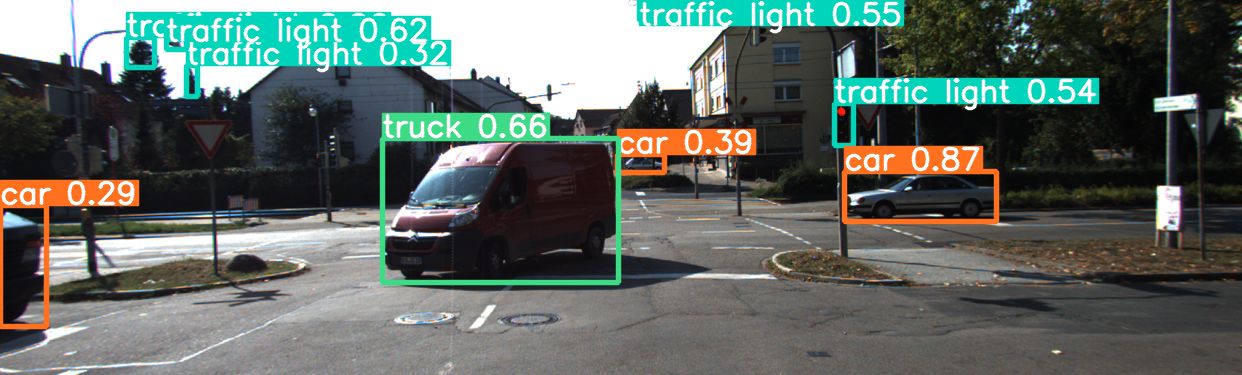 traffic light 0.55
traffic light 0.62
traffic light 0.32
traffic light 0.54
truck 0.66
car 0.39
car 0.87
car 0.29